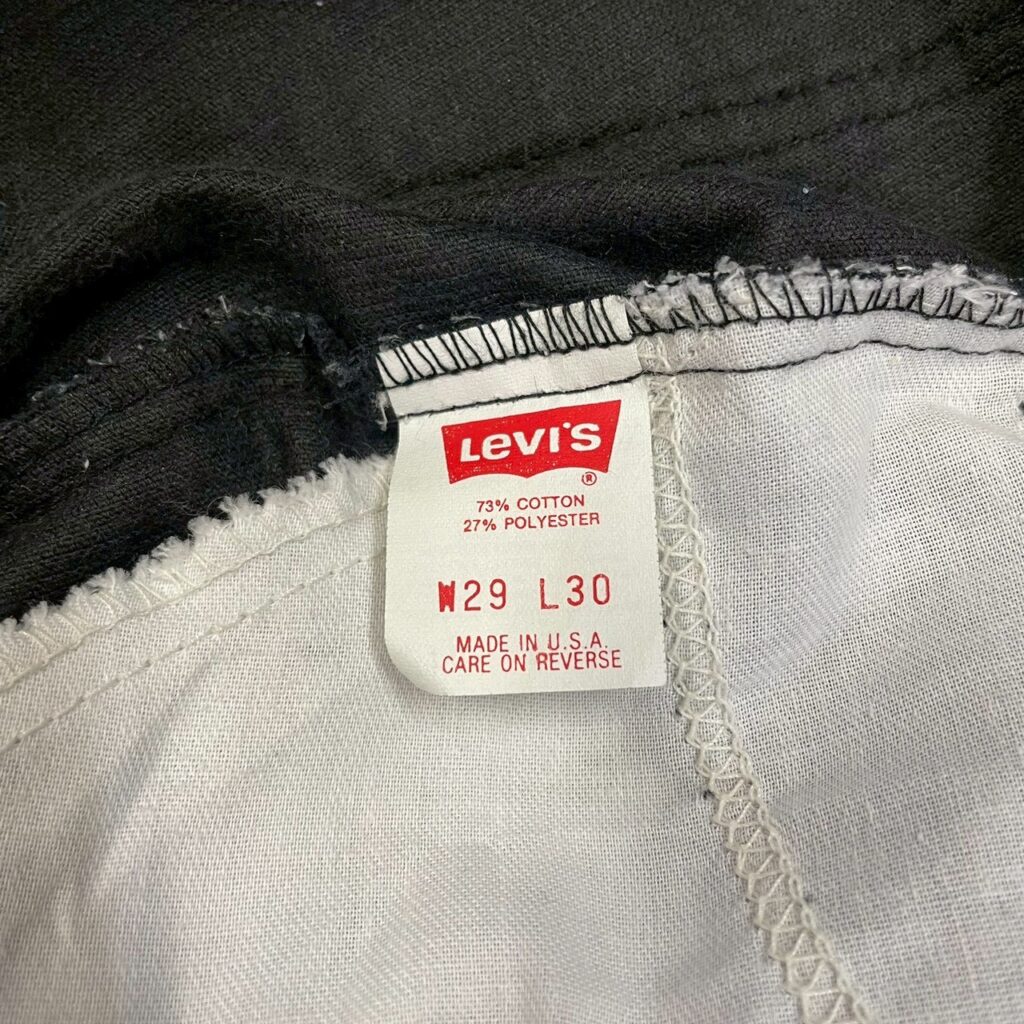 LEVI'S
®
73% COTTON
27% POLYESTER
W29 L30
MADE IN U.S.A.
CARE ON REVERSE